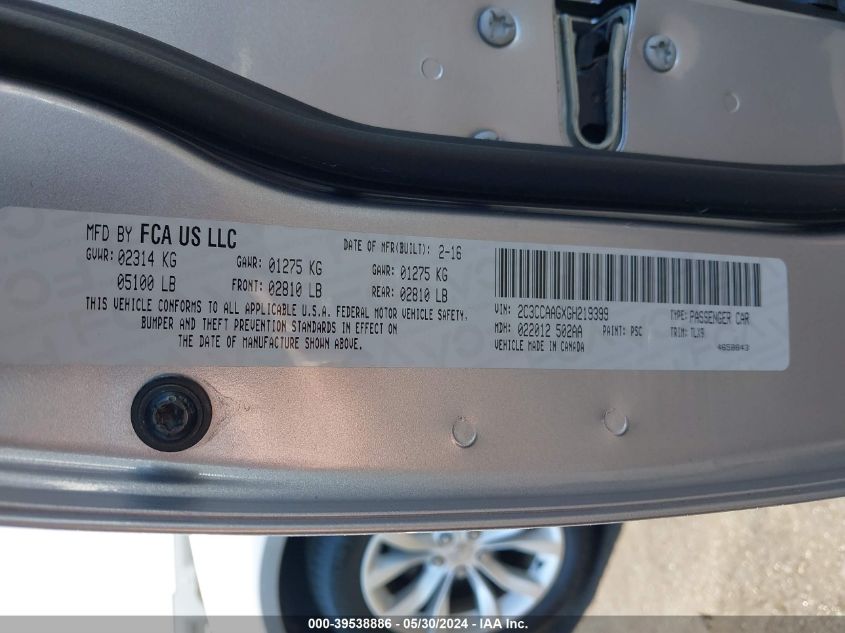 MFD BY FCA US LLC
DATE OF MFR(BUILT): 2-16
GVWR: 02314 KG GAWR: 01275 KG GAWR: 01275 KG
05100 LB FRONT: 02810 LB REAR: 02810 LB
THIS VEHICLE CONFORMS TO ALL APPLICABLE U.S.A. FEDERAL MOTOR VEHICLE SAFETY,
BUMPER AND THEFT PREVENTION STANDARDS IN EFFECT ON
THE DATE OF MANUFACTURE SHOWN ABOVE.
VIN: 2C3CCAAGXGH219399 TYPE: PASSENGER CAR
MDH: 022012 502AA PAINT: PSC TRIM: TLX9
VEHICLE MADE IN CANADA 4658643
000-39538886 - 05/30/2024 - IAA Inc.